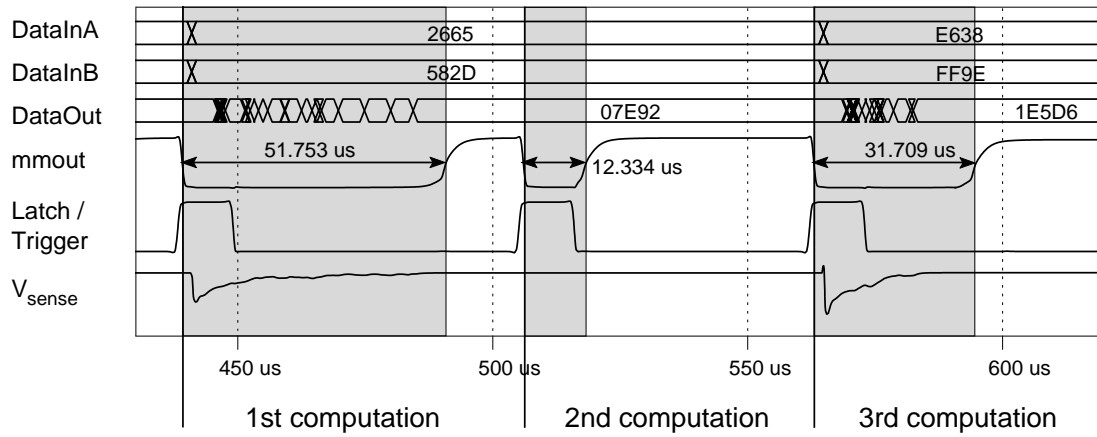 DataInA 2665 E638
DataInB 582D FF9E
DataOut 07E92 1E5D6
mmout 51.753 us 12.334 us 31.709 us
Latch /
Trigger
Vsense
450 us 500 us 550 us 600 us
1st computation 2nd computation 3rd computation